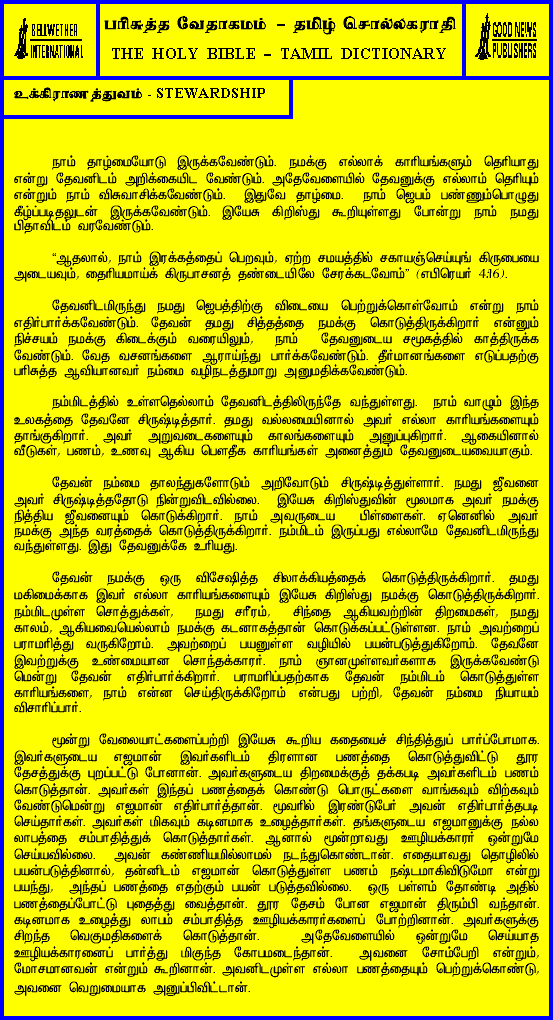 BELLWETHER
INTERNATIONAL
பரிசுத்த வேதாகமம் – தமிழ் சொல்லகராதி
THE HOLY BIBLE – TAMIL DICTIONARY
GOOD NEWS
PUBLISHERS
உக்கிராணத்துவம் - STEWARDSHIP
நாம் தாழ்மையோடு இருக்கவேண்டும். நமக்கு எல்லாக் காரியங்களும் தெரியாது
என்று தேவனிடம் அறிக்கையிட வேண்டும். அதேவேளையில் தேவனுக்கு எல்லாம் தெரியும்
என்றும் நாம் விசுவாசிக்கவேண்டும். இதுவே தாழ்மை. நாம் ஜெபம் பண்ணும்பொழுது
கீழ்ப்படிதலுடன் இருக்கவேண்டும். இயேசு கிறிஸ்து கூறியுள்ளது போன்று நாம் நமது
பிதாவிடம் வரவேண்டும்.
“ஆதலால், நாம் இரக்கத்தைப் பெறவும், ஏற்ற சமயத்தில் சகாயஞ்செய்யுங் கிருபையை
அடையவும், தைரியமாய்க் கிருபாசனத் தண்டையிலே சேரக்கடவோம்” (எபிரெயர் 4:16).
தேவனிடமிருந்து நமது ஜெபத்திற்கு விடையை பெற்றுக்கொள்வோம் என்று நாம்
எதிர்பார்க்கவேண்டும். தேவன் தமது சித்தத்தை நமக்கு கொடுத்திருக்கிறார் என்னும்
நிச்சயம் நமக்கு கிடைக்கும் வரையிலும், நாம் தேவனுடைய சமூகத்தில் காத்திருக்க
வேண்டும். வேத வசனங்களை ஆராய்ந்து பார்க்கவேண்டும். தீர்மானங்களை எடுப்பதற்கு
பரிசுத்த ஆவியானவர் நம்மை வழிநடத்துமாறு அனுமதிக்கவேண்டும்.
நம்மிடத்தில் உள்ளதெல்லாம் தேவனிடத்திலிருந்தே வந்துள்ளது. நாம் வாழும் இந்த
உலகத்தை தேவனே சிருஷ்டித்தார். தமது வல்லமையினால் அவர் எல்லா காரியங்களையும்
தாங்குகிறார். அவர் அறுவடைகளையும் காலங்களையும் அனுப்புகிறார். ஆகையினால்
வீடுகள், பணம், உணவு ஆகிய பௌதீக காரியங்கள் அனைத்தும் தேவனுடையவையாகும்.
தேவன் நம்மை தாலந்துகளோடும் அறிவோடும் சிருஷ்டித்துள்ளார். நமது ஜீவனை
அவர் சிருஷ்டித்ததோடு நின்றுவிடவில்லை. இயேசு கிறிஸ்துவின் மூலமாக அவர் நமக்கு
நித்திய ஜீவனையும் கொடுக்கிறார். நாம் அவருடைய பிள்ளைகள். ஏனெனில் அவர்
நமக்கு அந்த வரத்தைக் கொடுத்திருக்கிறார். நம்மிடம் இருப்பது எல்லாமே தேவனிடமிருந்து
வந்துள்ளது. இது தேவனுக்கே உரியது.
தேவன் நமக்கு ஒரு விசேஷித்த சிலாக்கியத்தைக் கொடுத்திருக்கிறார். தமது
மகிமைக்காக இவர் எல்லா காரியங்களையும் இயேசு கிறிஸ்து நமக்கு கொடுத்திருக்கிறார்.
நம்மிடமுள்ள சொத்துக்கள், நமது சரீரம், சிந்தை ஆகியவற்றின் திறமைகள், நமது
காலம், ஆகியவையெல்லாம் நமக்கு கடனாகத்தான் கொடுக்கப்பட்டுள்ளன. நாம் அவற்றைப்
பராமரித்து வருகிறோம். அவற்றைப் பயனுள்ள வழியில் பயன்படுத்துகிறோம். தேவனே
இவற்றுக்கு உண்மையான சொந்தக்காரர். நாம் ஞானமுள்ளவர்களாக இருக்கவேண்டு
மென்று தேவன் எதிர்பார்க்கிறார். பராமரிப்பதற்காக தேவன் நம்மிடம் கொடுத்துள்ள
காரியங்களை, நாம் என்ன செய்திருக்கிறோம் என்பது பற்றி, தேவன் நம்மை நியாயம்
விசாரிப்பார்.
மூன்று வேலையாட்களைப்பற்றி இயேசு கூறிய கதையைச் சிந்தித்துப் பார்ப்போமாக.
இவர்களுடைய எஜமான் இவர்களிடம் திரளான பணத்தை கொடுத்துவிட்டு தூர
தேசத்துக்கு புறப்பட்டு போனான். அவர்களுடைய திறமைக்குத் தக்கபடி அவர்களிடம் பணம்
கொடுத்தான். அவர்கள் இந்தப் பணத்தைக் கொண்டு பொருட்களை வாங்கவும் விற்கவும்
வேண்டுமென்று எஜமான் எதிர்பார்த்தான். மூவரில் இரண்டுபேர் அவன் எதிர்பார்த்தபடி
செய்தார்கள். அவர்கள் மிகவும் கடினமாக உழைத்தார்கள். தங்களுடைய எஜமானுக்கு நல்ல
லாபத்தை சம்பாதித்துக் கொடுத்தார்கள். ஆனால் மூன்றாவது ஊழியக்காரர் ஒன்றுமே
செய்யவில்லை. அவன் கண்ணியமில்லாமல் நடந்துகொண்டான். எதையாவது தொழிலில்
பயன்படுத்தினால், தன்னிடம் எஜமான் கொடுத்துள்ள பணம் நஷ்டமாகிவிடுமோ என்று
பயந்து, அந்தப் பணத்தை எதற்கும் பயன் படுத்தவில்லை. ஒரு பள்ளம் தோண்டி அதில்
பணத்தைப்போட்டு புதைத்து வைத்தான். தூர தேசம் போன எஜமான் திரும்பி வந்தான்.
கடினமாக உழைத்து லாபம் சம்பாதித்த ஊழியக்காரர்களைப் போற்றினான். அவர்களுக்கு
சிறந்த வெகுமதிகளைக் கொடுத்தான். அதேவேளையில் ஒன்றுமே செய்யாத
ஊழியக்காரனைப் பார்த்து மிகுந்த கோபமடைந்தான். அவனை சோம்பேறி என்றும்,
மோசமானவன் என்றும் கூறினான். அவனிடமுள்ள எல்லா பணத்தையும் பெற்றுக்கொண்டு,
அவனை வெறுமையாக அனுப்பிவிட்டான்.